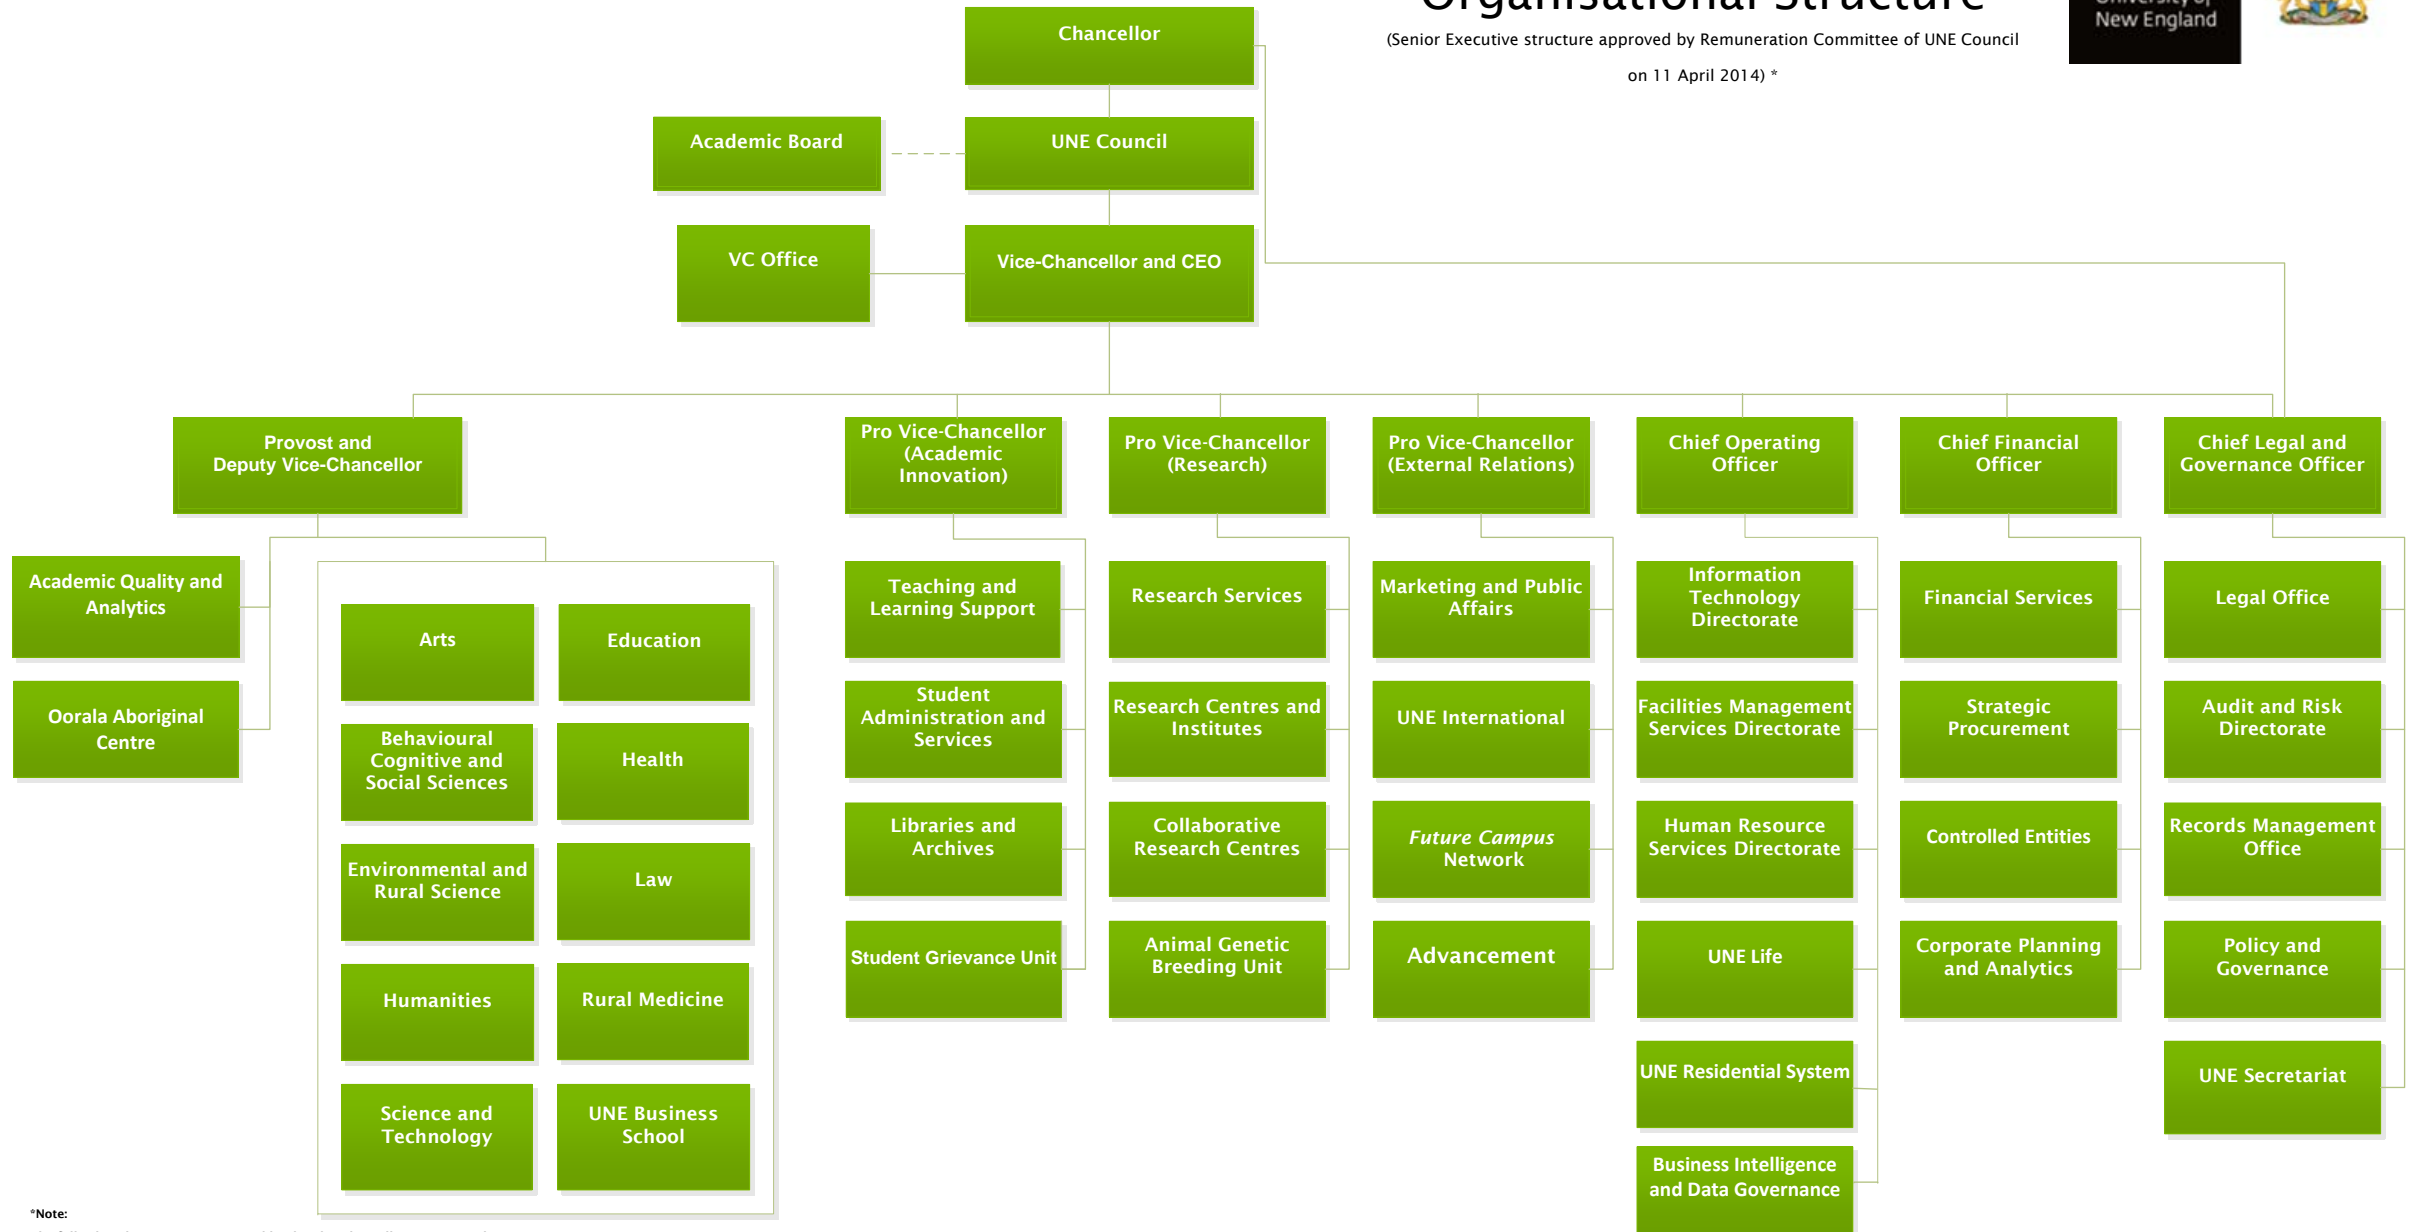 Organisational Structure
(Senior Executive structure approved by Remuneration Committee of UNE Council
on 11 April 2014) *
University of
New England
Chancellor
Academic Board
UNE Council
VC Office
Vice-Chancellor and CEO
Provost and
Deputy Vice-Chancellor
Pro Vice-Chancellor
(Academic
Innovation)
Pro Vice-Chancellor
(Research)
Pro Vice-Chancellor
(External Relations)
Chief Operating
Officer
Chief Financial
Officer
Chief Legal and
Governance Officer
Academic Quality and
Analytics
Oorala Aboriginal
Centre
Arts
Education
Behavioural
Cognitive and
Social Sciences
Health
Environmental and
Rural Science
Law
Humanities
Rural Medicine
Science and
Technology
UNE Business
School
Teaching and
Learning Support
Student
Administration and
Services
Libraries and
Archives
Student Grievance Unit
Research Services
Research Centres and
Institutes
Collaborative
Research Centres
Animal Genetic
Breeding Unit
Marketing and Public
Affairs
UNE International
Future Campus
Network
Advancement
Information
Technology
Directorate
Facilities Management
Services Directorate
Human Resource
Services Directorate
UNE Life
UNE Residential System
Business Intelligence
and Data Governance
Financial Services
Strategic
Procurement
Controlled Entities
Corporate Planning
and Analytics
Legal Office
Audit and Risk
Directorate
Records Management
Office
Policy and
Governance
UNE Secretariat
*Note: